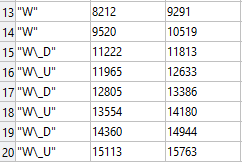 13 "W" 8212 9291
14 "W" 9520 10519
15 "W\_D" 11222 11813
16 "W\_U" 11965 12633
17 "W\_D" 12805 13386
18 "W\_U" 13554 14180
19 "W\_D" 14360 14944
20 "W\_U" 15113 15763